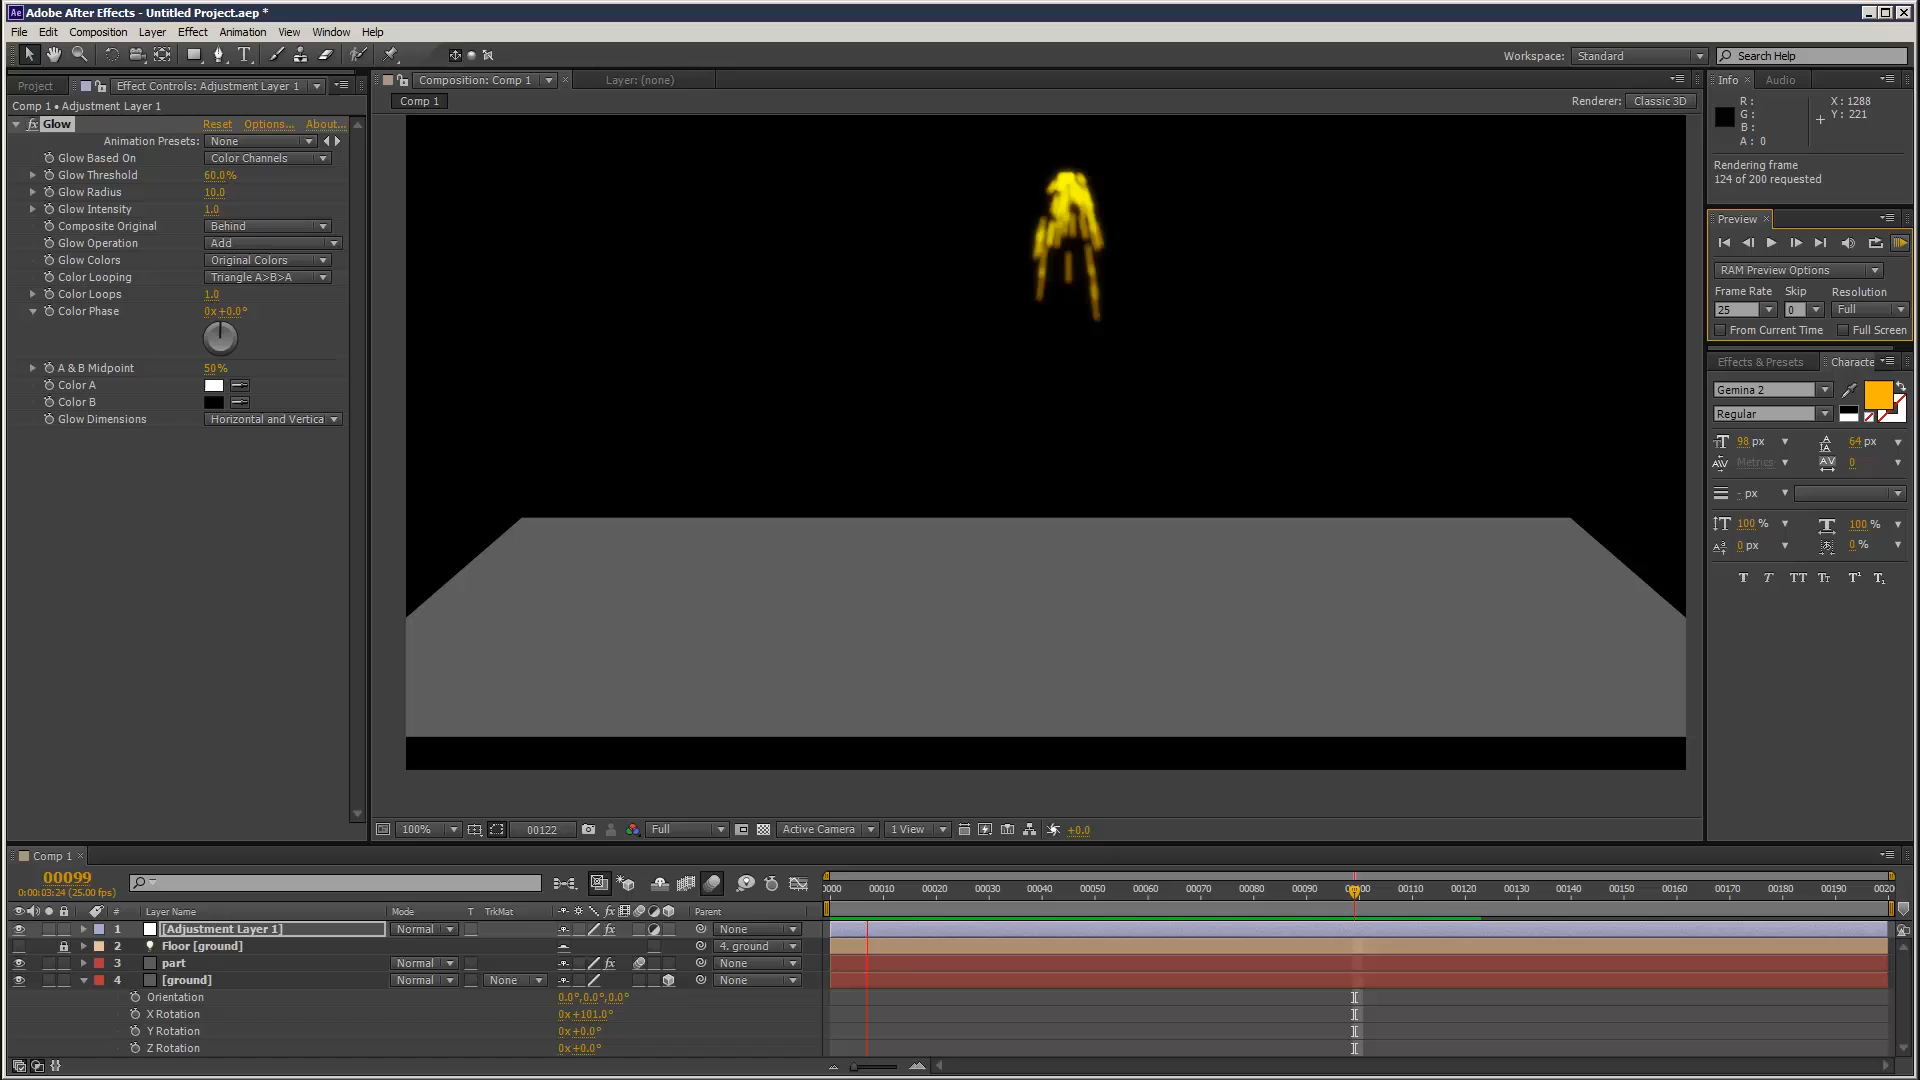 Adobe After Effects - Untitled Project.aep *
File Edit Composition Layer Effect Animation View Window Help
Workspace: Standard Search Help
Project Effect Controls: Adjustment Layer 1
Comp 1 • Adjustment Layer 1
fx Glow Reset Options... About...
Animation Presets: None
Glow Based On Color Channels
Glow Threshold 60.0%
Glow Radius 10.0
Glow Intensity 1.0
Composite Original Behind
Glow Operation Add
Glow Colors Original Colors
Color Looping Triangle A>B>A
Color Loops 1.0
Color Phase 0x+0.0°
A & B Midpoint 50%
Color A
Color B
Glow Dimensions Horizontal and Vertica
Composition: Comp 1 Layer: (none)
Comp 1 Renderer: Classic 3D
100% 00122 Full Active Camera 1 View +0.0
Info Audio
R: X: 1288
G: Y: 221
B:
A: 0
Rendering frame
124 of 200 requested
Preview
RAM Preview Options
Frame Rate Skip Resolution
25 0 Full
From Current Time Full Screen
Effects & Presets Characte
Gemina 2
Regular
98 px 64 px
Metrics 0
- px
100 % 100 %
0 px 0 %
T T TT Tt T¹ T₁
Comp 1
00099
0:00:03:24 (25.00 fps)
0000 00010 00020 00030 00040 00050 00060 00070 00080 00090 00100 00110 00120 00130 00140 00150 00160 00170 00180 00190 0020
# Layer Name Mode T TrkMat fx Parent
1 [Adjustment Layer 1] Normal fx None
2 Floor [ground] 4. ground
3 part Normal fx None
4 [ground] Normal None None
Orientation 0.0°,0.0°,0.0°
X Rotation 0x+101.0°
Y Rotation 0x+0.0°
Z Rotation 0x+0.0°